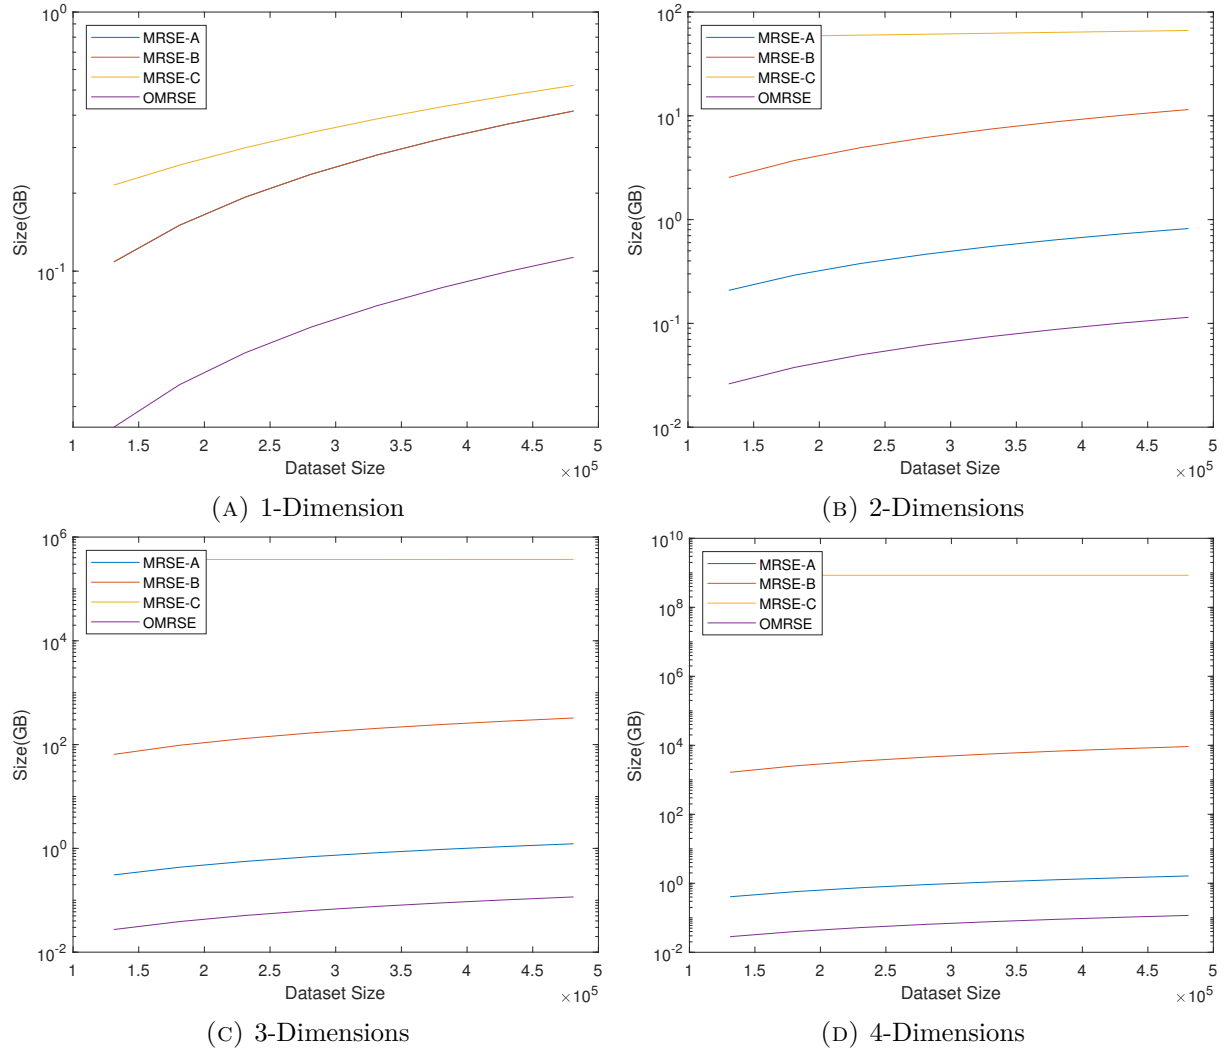 10^0
MRSE-A
MRSE-B
MRSE-C
OMRSE
Size(GB)
10^-1
1 1.5 2 2.5 3 3.5 4 4.5 5
Dataset Size
×10^5
(A) 1-Dimension
10^2
MRSE-A
MRSE-B
MRSE-C
OMRSE
10^1
Size(GB)
10^0
10^-1
10^-2
1 1.5 2 2.5 3 3.5 4 4.5 5
Dataset Size
×10^5
(B) 2-Dimensions
10^6
MRSE-A
MRSE-B
MRSE-C
OMRSE
10^4
Size(GB)
10^2
10^0
10^-2
1 1.5 2 2.5 3 3.5 4 4.5 5
Dataset Size
×10^5
(C) 3-Dimensions
10^10
MRSE-A
MRSE-B
MRSE-C
OMRSE
10^8
10^6
Size(GB)
10^4
10^2
10^0
10^-2
1 1.5 2 2.5 3 3.5 4 4.5 5
Dataset Size
×10^5
(D) 4-Dimensions